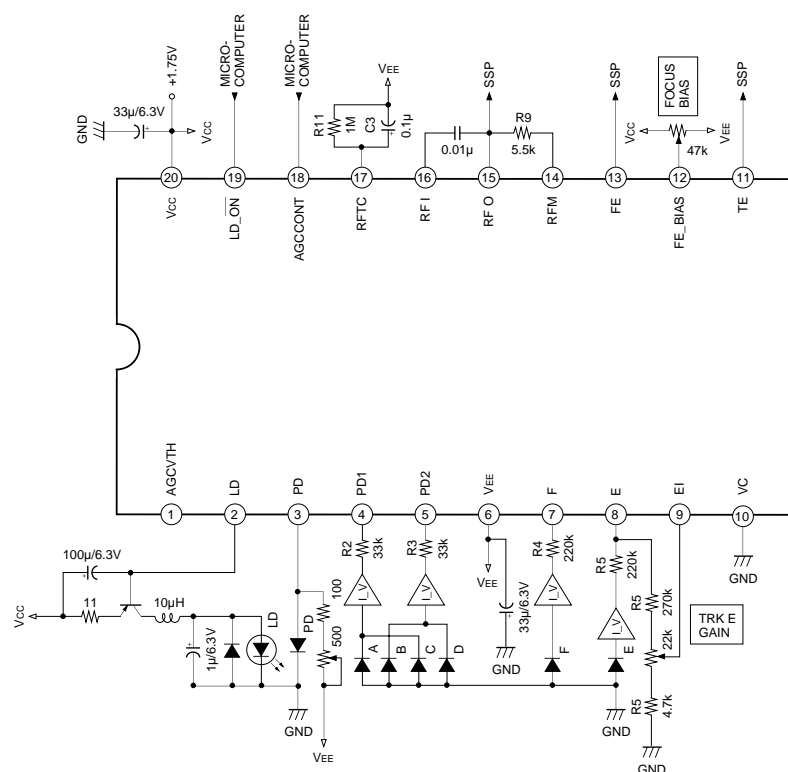 +1.75V
MICRO-
COMPUTER
MICRO-
COMPUTER
VEE
SSP
SSP
FOCUS
BIAS
SSP
GND
33µ/6.3V
VCC
R11
1M
C3
0.1µ
0.01µ
R9
5.5k
VCC
VEE
47k
20
19
18
17
16
15
14
13
12
11
VCC
LD_ON
AGCCONT
RFTC
RF I
RF O
RFM
FE
FE_BIAS
TE
AGCVTH
LD
PD
PD1
PD2
VEE
F
E
EI
VC
1
2
3
4
5
6
7
8
9
10
100µ/6.3V
R2
33k
R3
33k
R4
220k
R5
220k
GND
VCC
11
10µH
LD
1µ/6.3V
PD
100
500
I_V
I_V
VEE
33µ/6.3V
I_V
I_V
R5
270k
22k
TRK E
GAIN
A
B
C
D
GND
F
E
R5
4.7k
GND
VEE
GND
GND